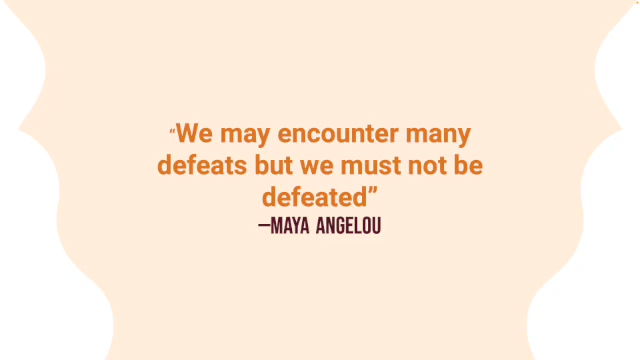 “We may encounter many
defeats but we must not be
defeated”
—MAYA ANGELOU